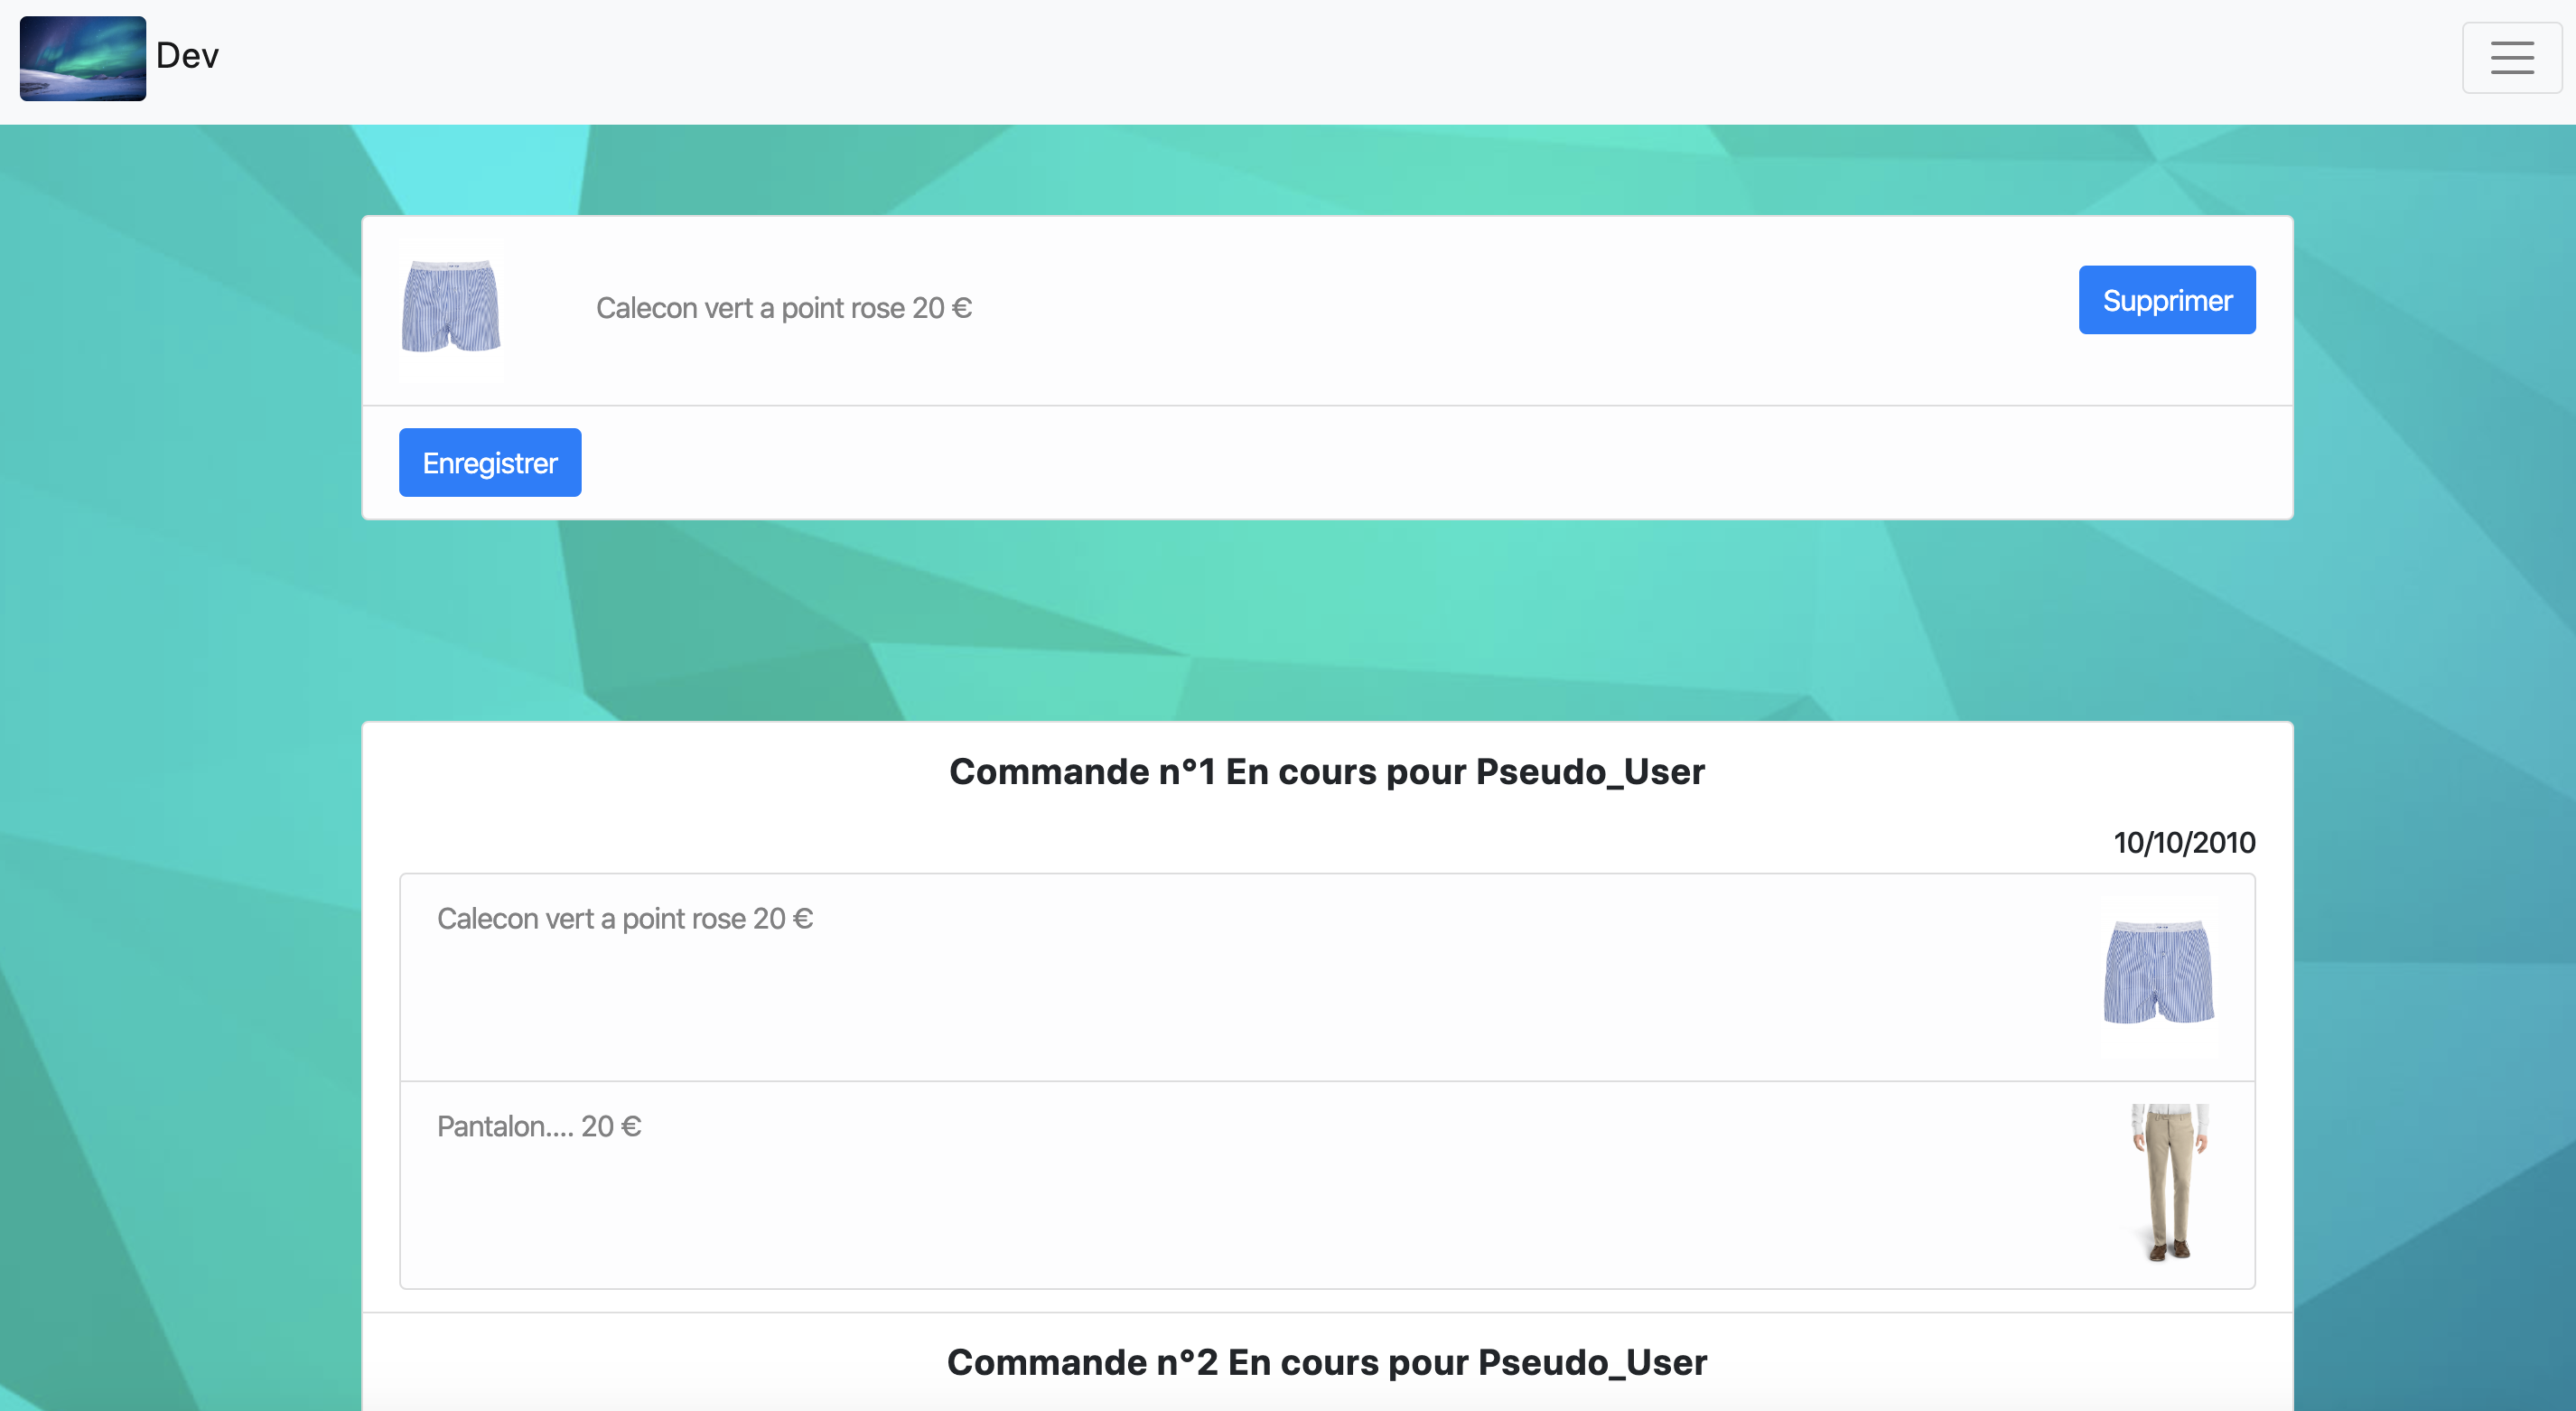 Dev
Calecon vert a point rose 20 €
Supprimer
Enregistrer
Commande n°1 En cours pour Pseudo_User
10/10/2010
Calecon vert a point rose 20 €
Pantalon.... 20 €
Commande n°2 En cours pour Pseudo_User